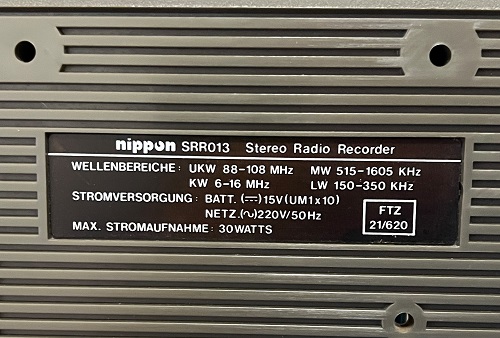 nippon SRR013 Stereo Radio Recorder
WELLENBEREICHE: UKW 88-108 MHz MW 515-1605 KHz
KW 6-16 MHz LW 150-350 KHz
STROMVERSORGUNG: BATT. (⎓)15V(UM1x10)
NETZ.(∿)220V/50Hz
MAX. STROMAUFNAHME: 30WATTS
FTZ
21/620